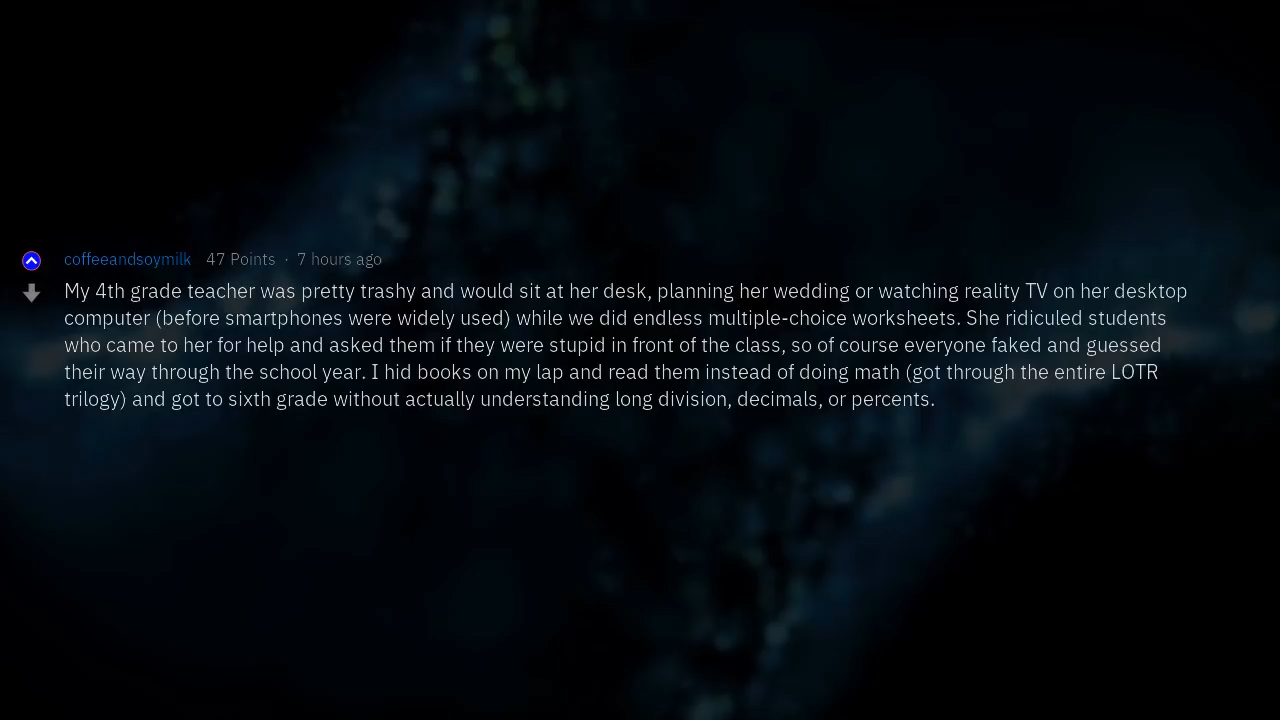 coffeeandsoymilk 47 Points · 7 hours ago
My 4th grade teacher was pretty trashy and would sit at her desk, planning her wedding or watching reality TV on her desktop
computer (before smartphones were widely used) while we did endless multiple-choice worksheets. She ridiculed students
who came to her for help and asked them if they were stupid in front of the class, so of course everyone faked and guessed
their way through the school year. I hid books on my lap and read them instead of doing math (got through the entire LOTR
trilogy) and got to sixth grade without actually understanding long division, decimals, or percents.